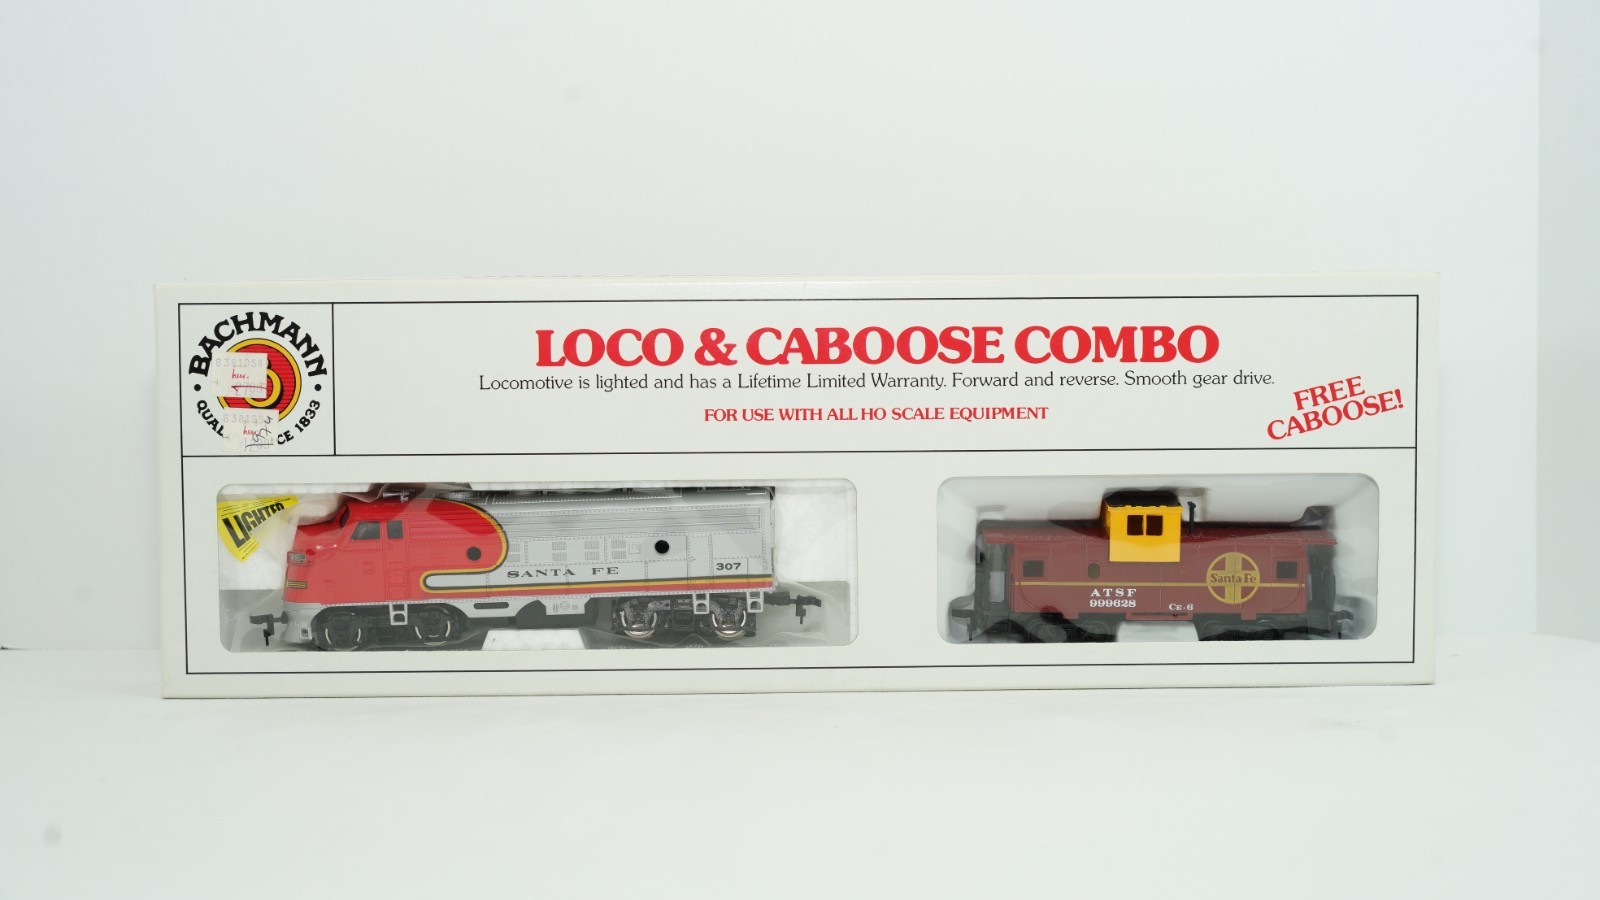 BACHMANN
1833
LOCO & CABOOSE COMBO
Locomotive is lighted and has a Lifetime Limited Warranty. Forward and reverse. Smooth gear drive.
FOR USE WITH ALL HO SCALE EQUIPMENT
FREE
CABOOSE!
LIGHTED
SANTA FE
307
Santa Fe
ATSF
999628
CE-6